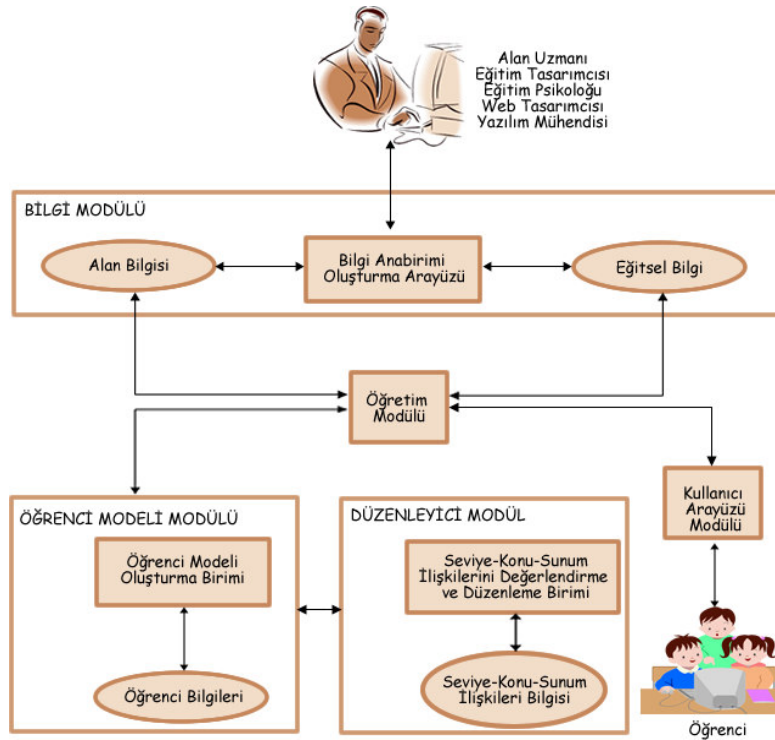 Alan Uzmanı
Eğitim Tasarımcısı
Eğitim Psikoloğu
Web Tasarımcısı
Yazılım Mühendisi
BİLGİ MODÜLÜ
Alan Bilgisi
Bilgi Anabirimi
Oluşturma Arayüzü
Eğitsel Bilgi
Öğretim
Modülü
Kullanıcı
Arayüzü
Modülü
ÖĞRENCİ MODELİ MODÜLÜ
Öğrenci Modeli
Oluşturma Birimi
Öğrenci Bilgileri
DÜZENLEYİCİ MODÜL
Seviye-Konu-Sunum
İlişkilerini Değerlendirme
ve Düzenleme Birimi
Seviye-Konu-Sunum
İlişkileri Bilgisi
Öğrenci